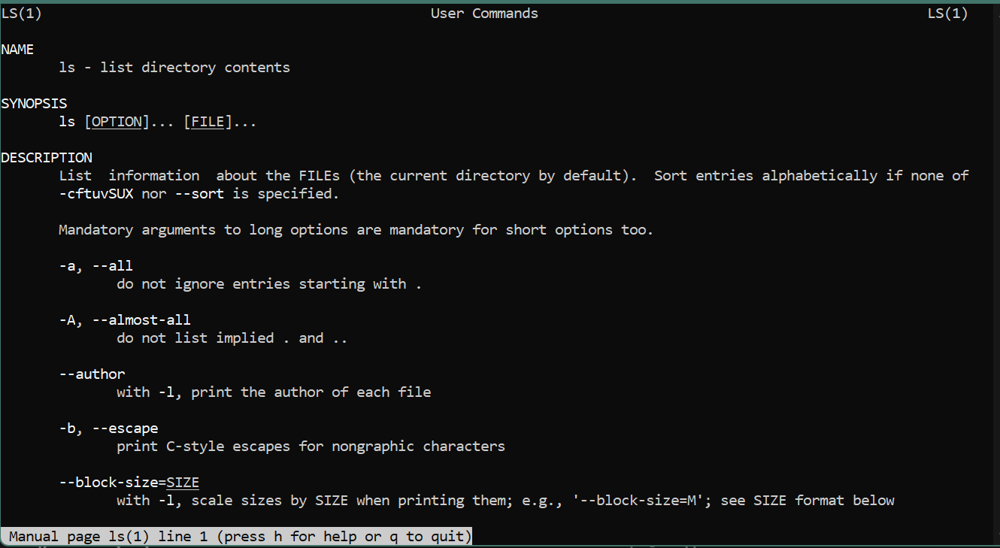 LS(1) User Commands LS(1)
NAME
ls - list directory contents
SYNOPSIS
ls [OPTION]... [FILE]...
DESCRIPTION
List information about the FILEs (the current directory by default). Sort entries alphabetically if none of
-cftuvSUX nor --sort is specified.
Mandatory arguments to long options are mandatory for short options too.
-a, --all
do not ignore entries starting with .
-A, --almost-all
do not list implied . and ..
--author
with -l, print the author of each file
-b, --escape
print C-style escapes for nongraphic characters
--block-size=SIZE
with -l, scale sizes by SIZE when printing them; e.g., '--block-size=M'; see SIZE format below
Manual page ls(1) line 1 (press h for help or q to quit)